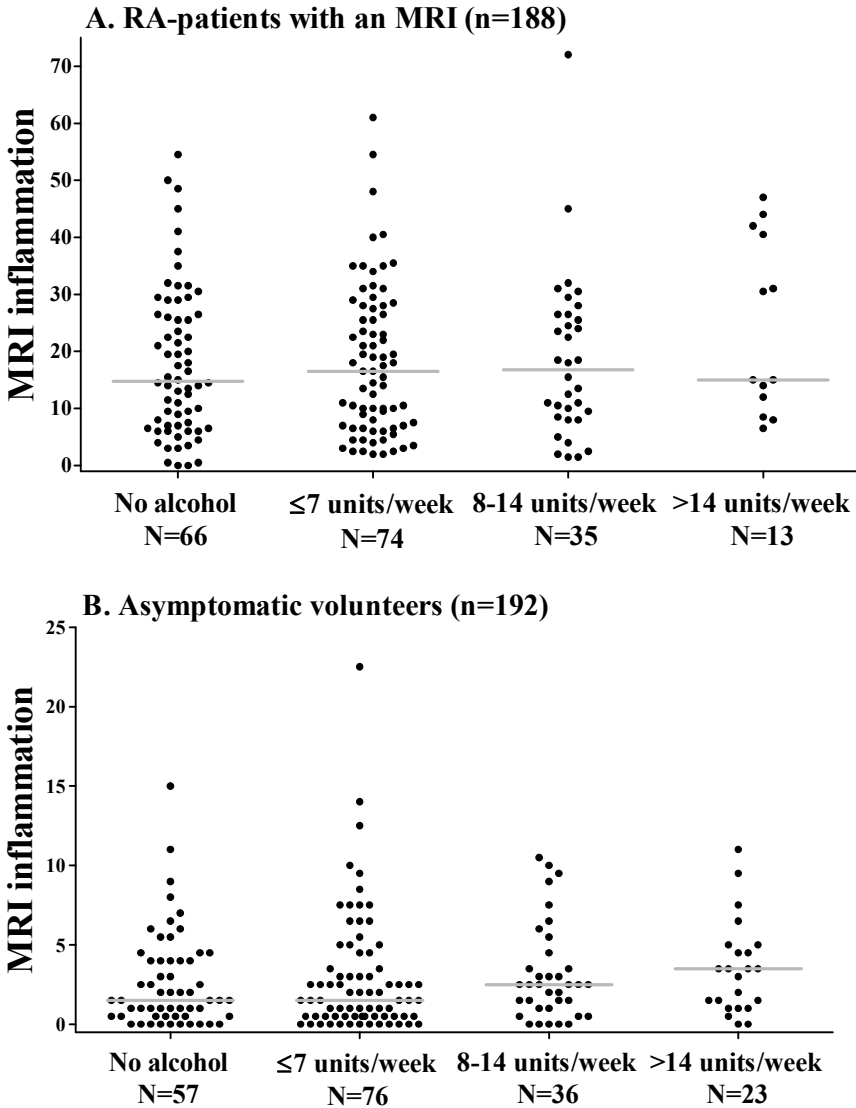 A. RA-patients with an MRI (n=188)
MRI inflammation
70
60
50
40
30
20
10
0
No alcohol ≤7 units/week 8-14 units/week >14 units/week
N=66 N=74 N=35 N=13
B. Asymptomatic volunteers (n=192)
MRI inflammation
25
20
15
10
5
0
No alcohol ≤7 units/week 8-14 units/week >14 units/week
N=57 N=76 N=36 N=23